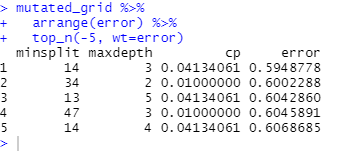 > mutated_grid %>%
+ arrange(error) %>%
+ top_n(-5, wt=error)
minsplit maxdepth cp error
1 14 3 0.04134061 0.5948778
2 34 2 0.01000000 0.6002288
3 13 5 0.04134061 0.6042860
4 47 3 0.01000000 0.6045891
5 14 4 0.04134061 0.6068685
>